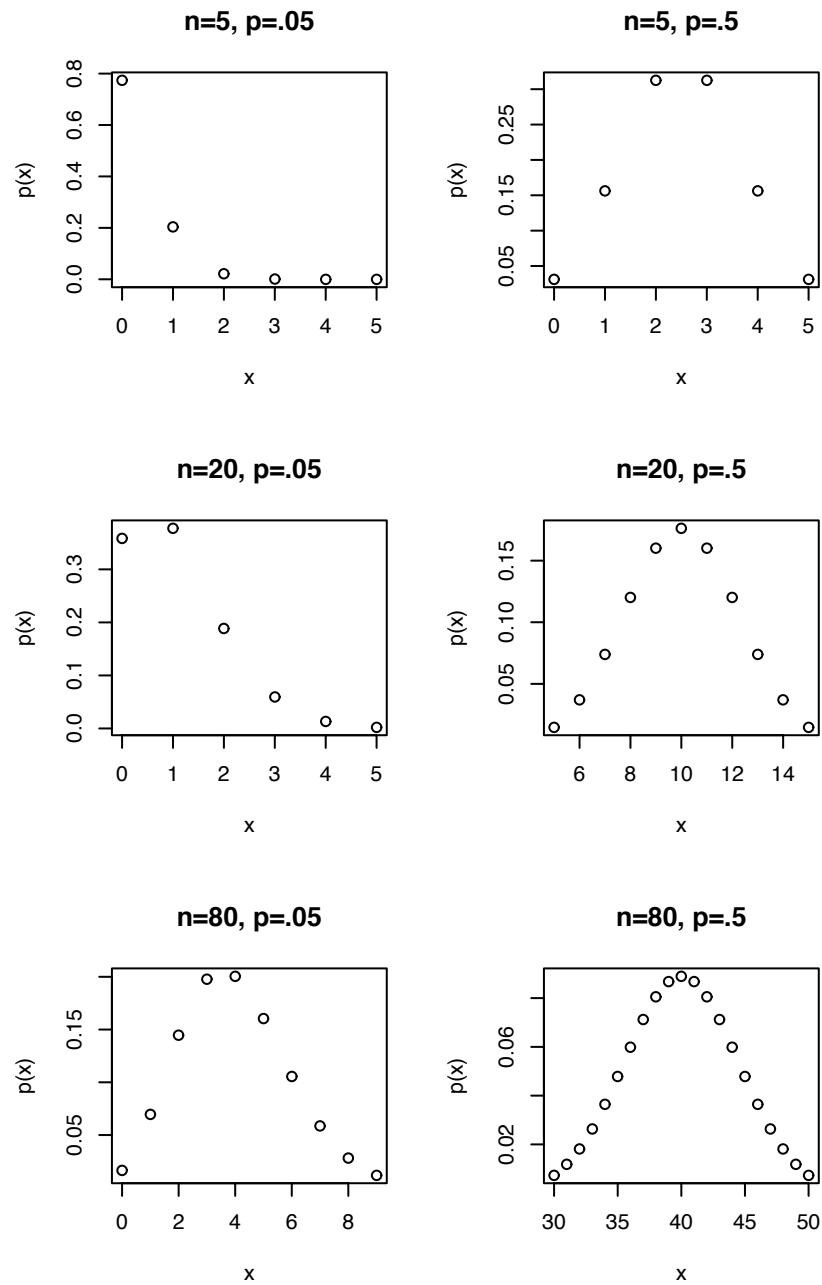 n=5, p=.05
0.8
0.6
0.4
0.2
0.0
p(x)
0 1 2 3 4 5
x
n=5, p=.5
0.25
0.15
0.05
p(x)
0 1 2 3 4 5
x
n=20, p=.05
0.3
0.2
0.1
0.0
p(x)
0 1 2 3 4 5
x
n=20, p=.5
0.15
0.10
0.05
p(x)
6 8 10 12 14
x
n=80, p=.05
0.15
0.05
p(x)
0 2 4 6 8
x
n=80, p=.5
0.06
0.02
p(x)
30 35 40 45 50
x